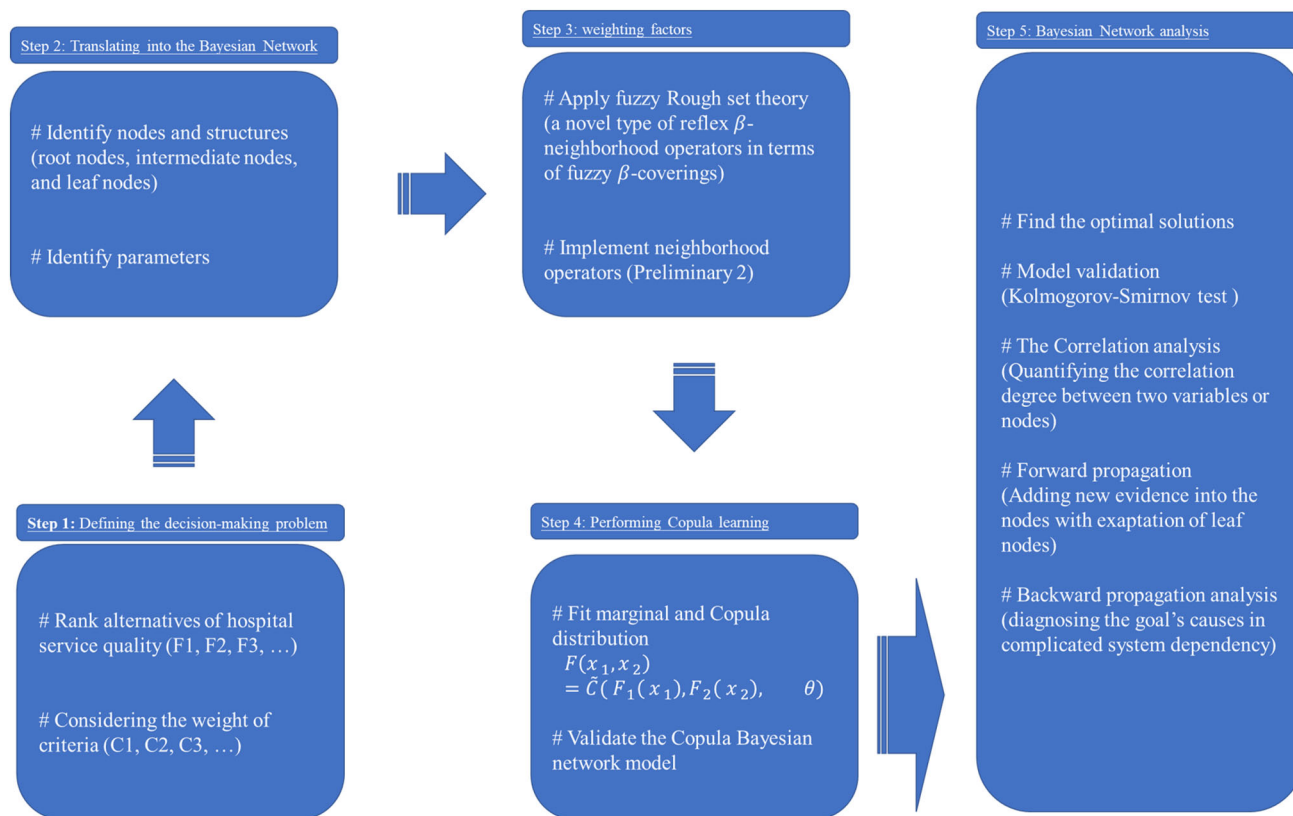 Step 1: Defining the decision-making problem
# Rank alternatives of hospital
service quality (F1, F2, F3, …)
# Considering the weight of
criteria (C1, C2, C3, …)
Step 2: Translating into the Bayesian Network
# Identify nodes and structures
(root nodes, intermediate nodes,
and leaf nodes)
# Identify parameters
Step 3: weighting factors
# Apply fuzzy Rough set theory
(a novel type of reflex β-
neighborhood operators in terms
of fuzzy β-coverings)
# Implement neighborhood
operators (Preliminary 2)
Step 4: Performing Copula learning
# Fit marginal and Copula
distribution
F(x₁,x₂)
= C̃( F₁(x₁),F₂(x₂), θ)
# Validate the Copula Bayesian
network model
Step 5: Bayesian Network analysis
# Find the optimal solutions
# Model validation
(Kolmogorov-Smirnov test )
# The Correlation analysis
(Quantifying the correlation
degree between two variables or
nodes)
# Forward propagation
(Adding new evidence into the
nodes with exaptation of leaf
nodes)
# Backward propagation analysis
(diagnosing the goal’s causes in
complicated system dependency)